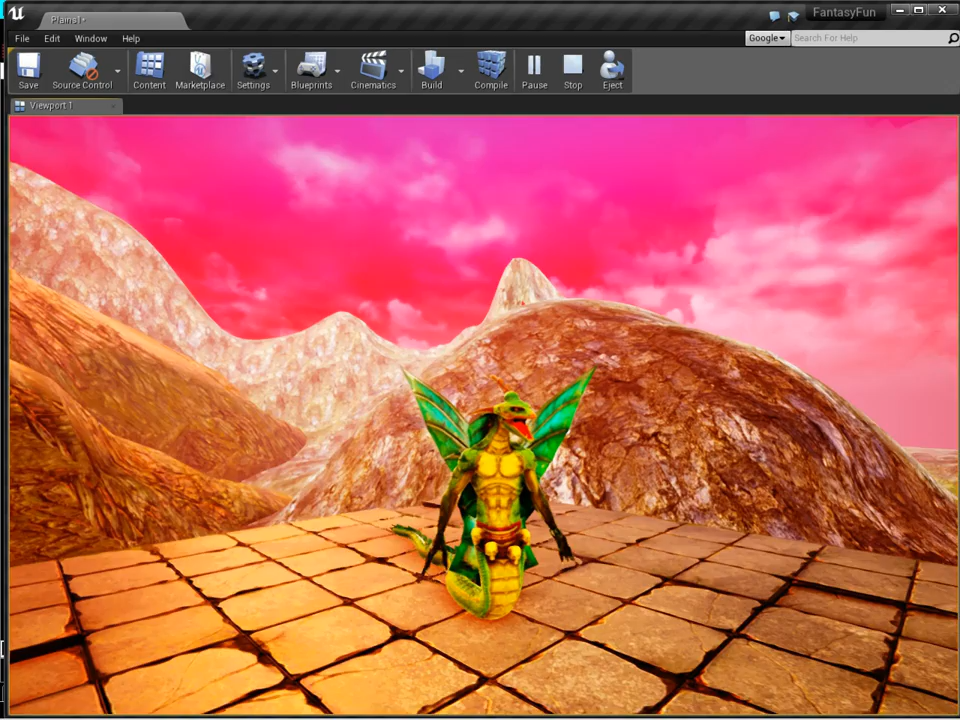 Plains1*
FantasyFun
File Edit Window Help
Google Search For Help
Save Source Control Content Marketplace Settings Blueprints Cinematics Build Compile Pause Stop Eject
Viewport 1